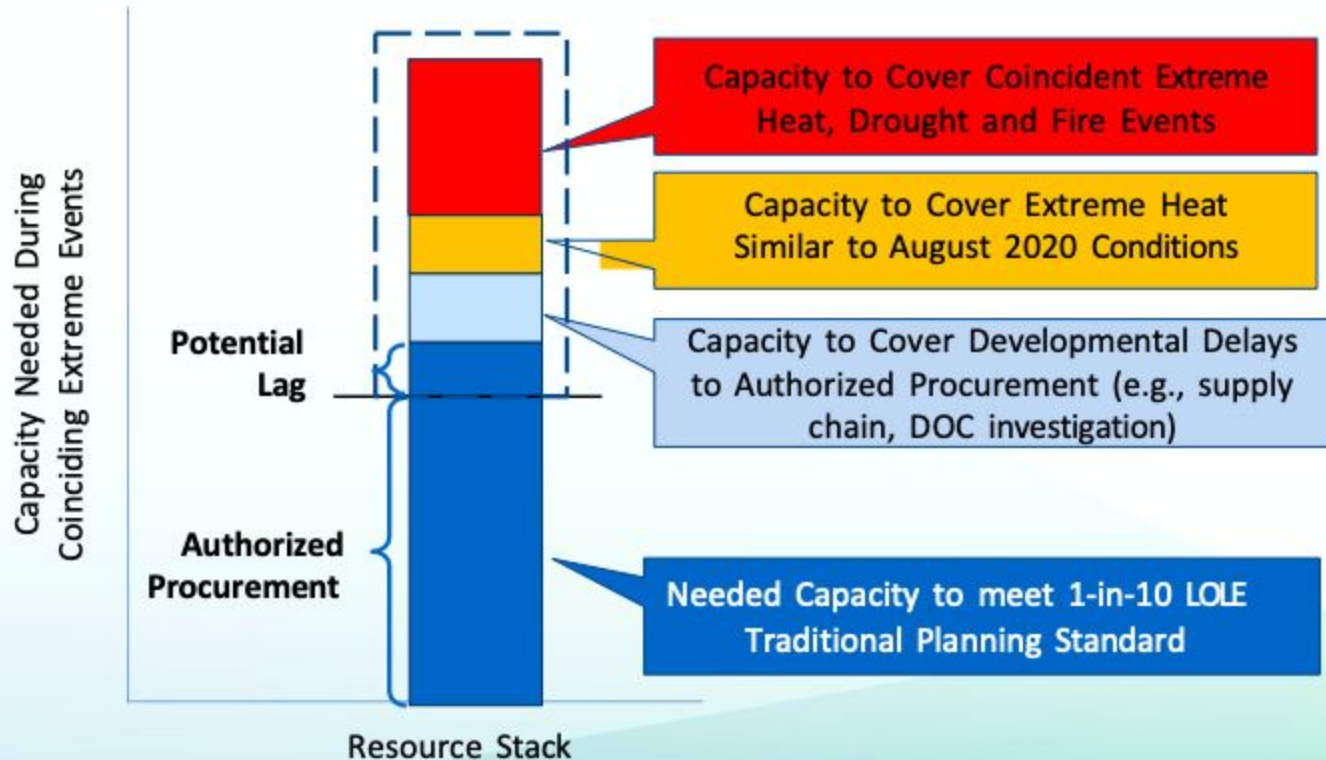 Capacity Needed During
Coinciding Extreme Events
Capacity to Cover Coincident Extreme
Heat, Drought and Fire Events
Capacity to Cover Extreme Heat
Similar to August 2020 Conditions
Potential
Lag
Capacity to Cover Developmental Delays
to Authorized Procurement (e.g., supply
chain, DOC investigation)
Authorized
Procurement
Needed Capacity to meet 1-in-10 LOLE
Traditional Planning Standard
Resource Stack